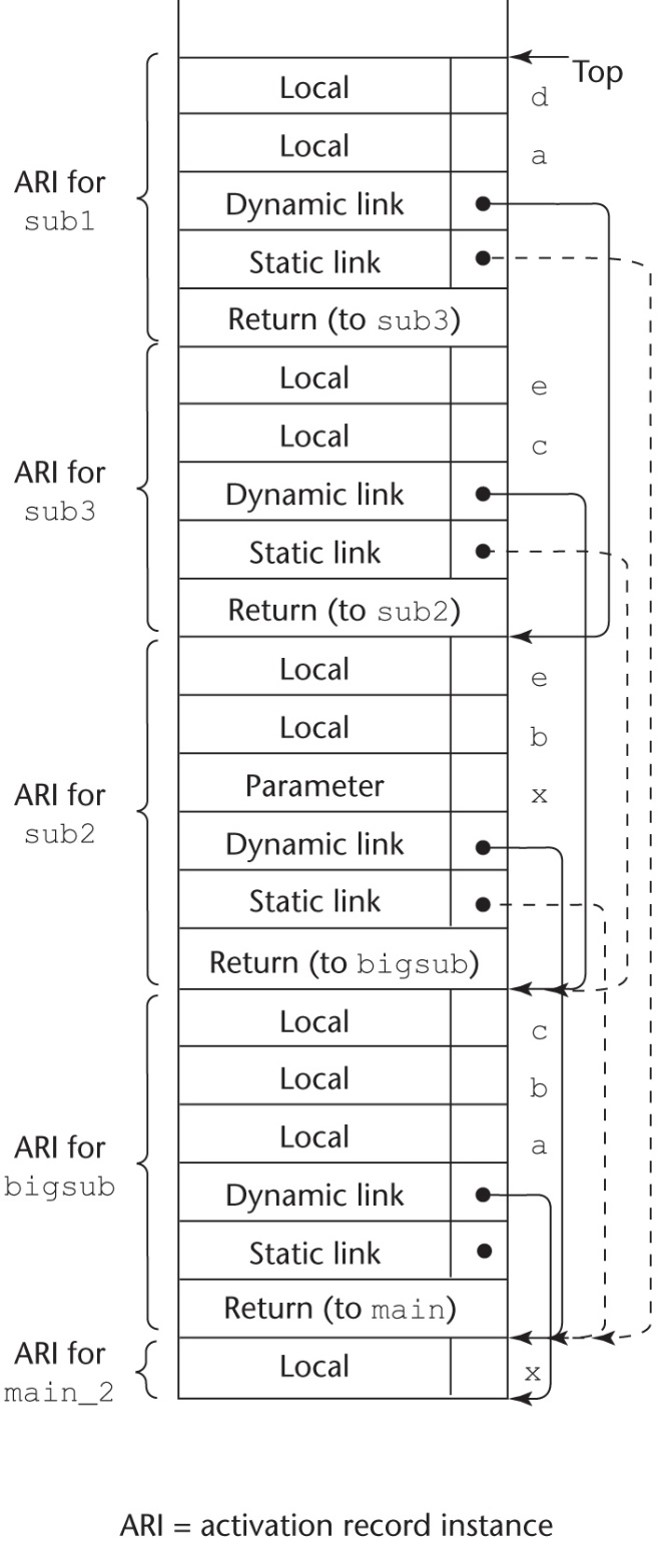 Top
Local
d
Local
a
ARI for
sub1
Dynamic link
Static link
Return (to sub3)
Local
e
Local
c
ARI for
sub3
Dynamic link
Static link
Return (to sub2)
Local
e
Local
b
Parameter
x
ARI for
sub2
Dynamic link
Static link
Return (to bigsub)
Local
c
Local
b
Local
a
ARI for
bigsub
Dynamic link
Static link
Return (to main)
ARI for
main_2
Local
x
ARI = activation record instance